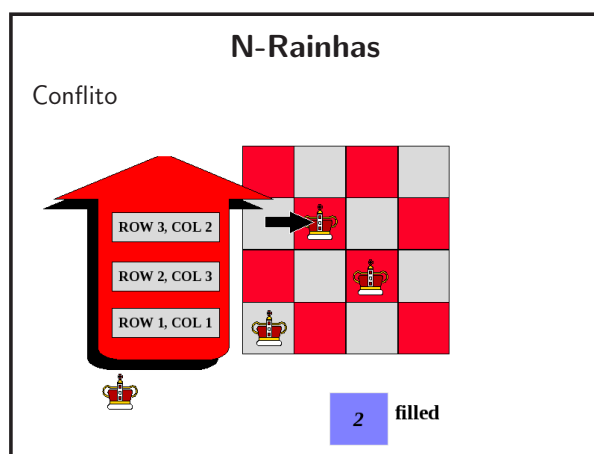 N-Rainhas
Conflito
ROW 3, COL 2
ROW 2, COL 3
ROW 1, COL 1
2 filled